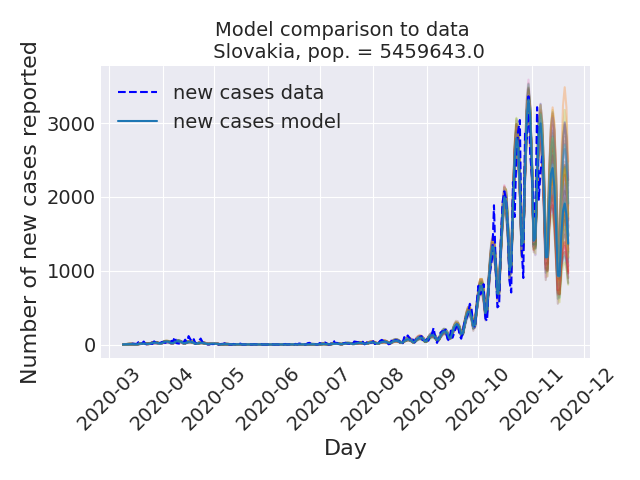 Model comparison to data
Slovakia, pop. = 5459643.0
new cases data
new cases model
Number of new cases reported
3000
2000
1000
0
2020-03
2020-04
2020-05
2020-06
2020-07
2020-08
2020-09
2020-10
2020-11
2020-12
Day